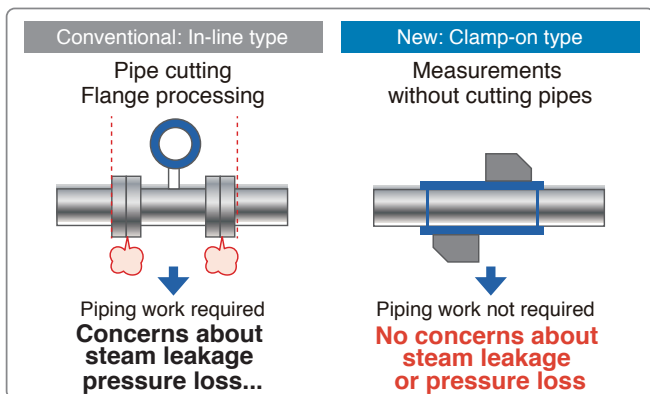 Conventional: In-line type
Pipe cutting
Flange processing
Piping work required
Concerns about
steam leakage
pressure loss...
New: Clamp-on type
Measurements
without cutting pipes
Piping work not required
No concerns about
steam leakage
or pressure loss